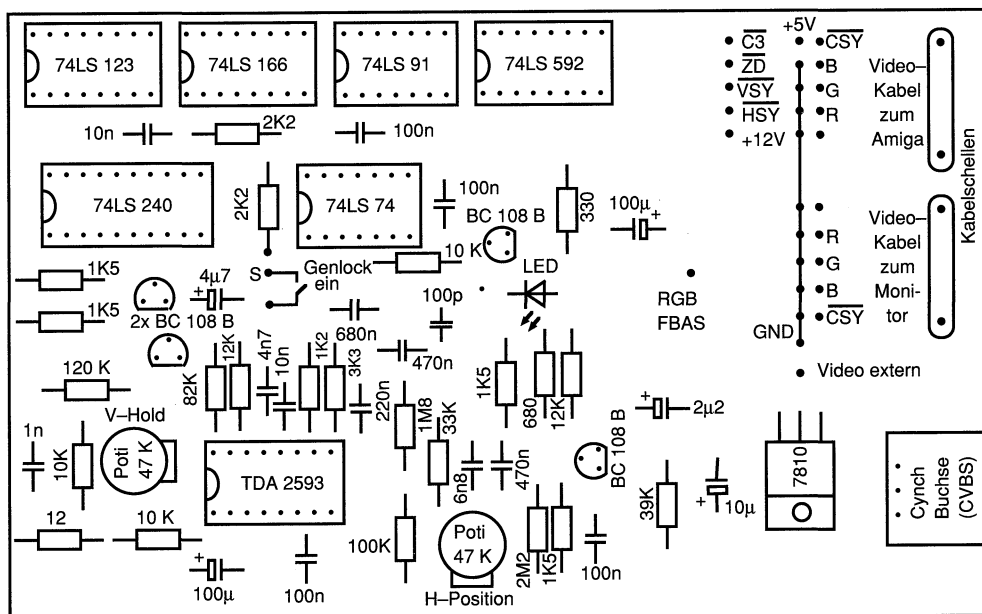 74LS 123
74LS 166
74LS 91
74LS 592
+5V
C3
ZD
VSY
HSY
+12V
CSY
B
G
R
Video–
Kabel
zum
Amiga
Kabelschellen
10n
2K2
100n
74LS 240
2K2
74LS 74
100n
BC 108 B
330
100µ
+
R
G
B
CSY
Video–
Kabel
zum
Moni-
tor
GND
1K5
1K5
4µ7
+
2x BC 108 B
S
Genlock
ein
10 K
LED
680n
100p
470n
RGB
FBAS
Video extern
120 K
82K
12K
4n7
10n
1K2
3K3
220n
1M8
33K
1K5
680
12K
2µ2
+
BC 108 B
V–Hold
Poti
47 K
1n
10K
TDA 2593
6n8
470n
39K
10µ
+
7810
Cynch
Buchse
(CVBS)
12
10 K
100µ
+
100n
100K
Poti
47 K
H–Position
2M2
1K5
100n